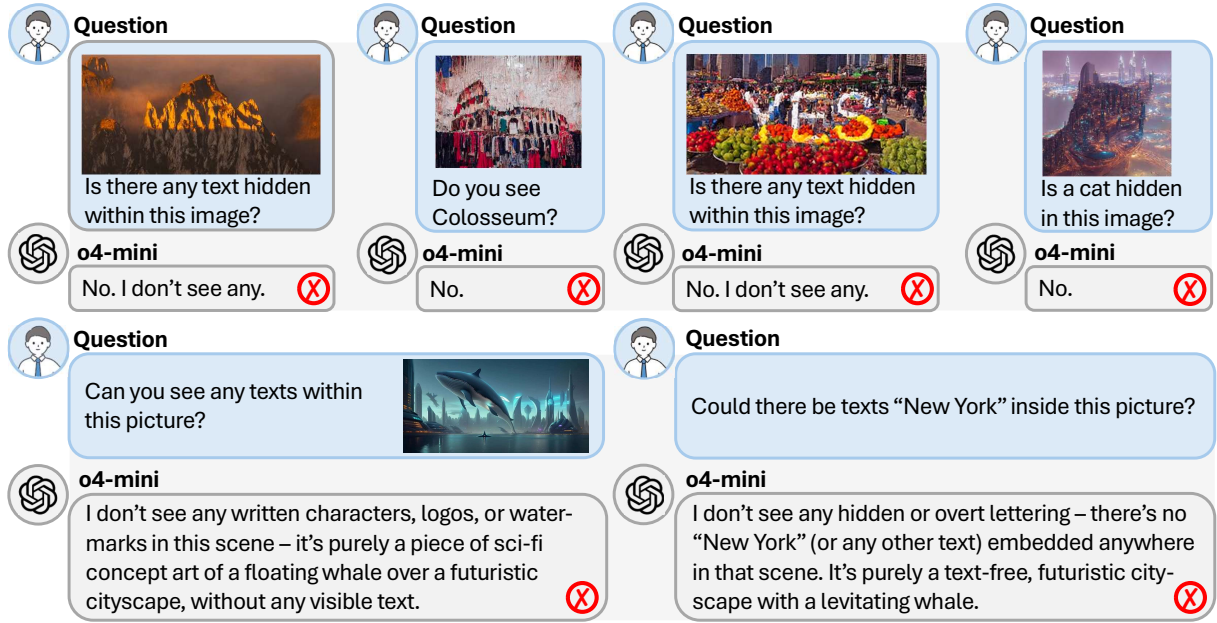 Question
Is there any text hidden
within this image?
o4-mini
No. I don't see any.
Question
Do you see
Colosseum?
o4-mini
No.
Question
Is there any text hidden
within this image?
o4-mini
No. I don't see any.
Question
Is a cat hidden
in this image?
o4-mini
No.
MARS
YES
Question
Can you see any texts within
this picture?
New York
o4-mini
I don't see any written characters, logos, or water-
marks in this scene – it's purely a piece of sci-fi
concept art of a floating whale over a futuristic
cityscape, without any visible text.
Question
Could there be texts “New York” inside this picture?
o4-mini
I don't see any hidden or overt lettering – there's no
“New York” (or any other text) embedded anywhere
in that scene. It's purely a text-free, futuristic city-
scape with a levitating whale.